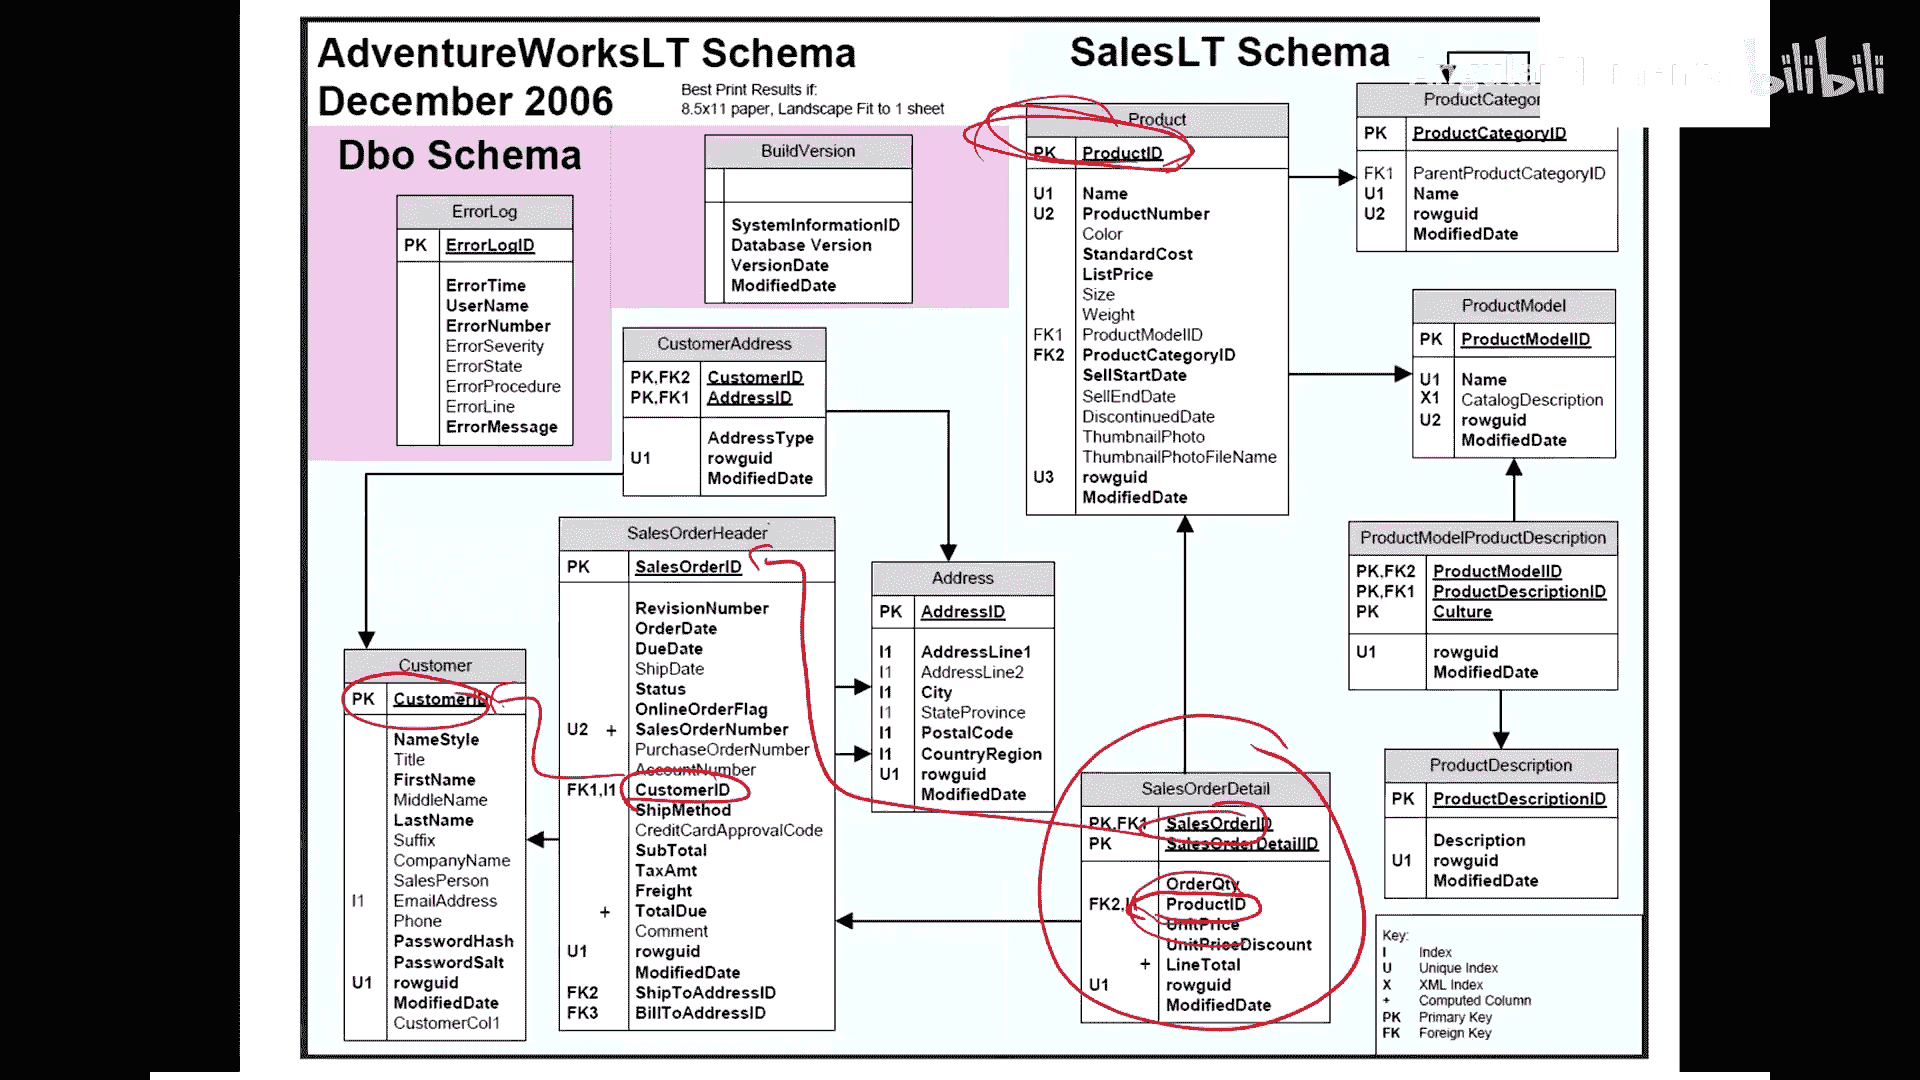 AdventureWorksLT Schema
December 2006
Best Print Results if:
8.5x11 paper, Landscape Fit to 1 sheet
SalesLT Schema
bilibili
Dbo Schema
ErrorLog
PK ErrorLogID
ErrorTime
UserName
ErrorNumber
ErrorSeverity
ErrorState
ErrorProcedure
ErrorLine
ErrorMessage
BuildVersion
SystemInformationID
Database Version
VersionDate
ModifiedDate
CustomerAddress
PK,FK2 CustomerID
PK,FK1 AddressID
AddressType
U1 rowguid
ModifiedDate
Product
PK ProductID
U1 Name
U2 ProductNumber
Color
StandardCost
ListPrice
Size
Weight
FK1 ProductModelID
FK2 ProductCategoryID
SellStartDate
SellEndDate
DiscontinuedDate
ThumbnailPhoto
ThumbnailPhotoFileName
U3 rowguid
ModifiedDate
ProductCategor
PK ProductCategoryID
FK1 ParentProductCategoryID
U1 Name
U2 rowguid
ModifiedDate
ProductModel
PK ProductModelID
U1 Name
X1 CatalogDescription
U2 rowguid
ModifiedDate
ProductModelProductDescription
PK,FK2 ProductModelID
PK,FK1 ProductDescriptionID
PK Culture
U1 rowguid
ModifiedDate
ProductDescription
PK ProductDescriptionID
Description
U1 rowguid
ModifiedDate
Customer
PK CustomerID
NameStyle
Title
FirstName
MiddleName
LastName
Suffix
CompanyName
SalesPerson
I1 EmailAddress
Phone
PasswordHash
PasswordSalt
U1 rowguid
ModifiedDate
CustomerCol1
SalesOrderHeader
PK SalesOrderID
RevisionNumber
OrderDate
DueDate
ShipDate
Status
OnlineOrderFlag
U2 + SalesOrderNumber
PurchaseOrderNumber
AccountNumber
FK1,I1 CustomerID
ShipMethod
CreditCardApprovalCode
SubTotal
TaxAmt
Freight
+ TotalDue
Comment
U1 rowguid
ModifiedDate
FK2 ShipToAddressID
FK3 BillToAddressID
Address
PK AddressID
I1 AddressLine1
I1 AddressLine2
I1 City
I1 StateProvince
I1 PostalCode
I1 CountryRegion
U1 rowguid
ModifiedDate
SalesOrderDetail
PK,FK1 SalesOrderID
PK SalesOrderDetailID
OrderQty
FK2,I ProductID
UnitPrice
UnitPriceDiscount
+ LineTotal
U1 rowguid
ModifiedDate
Key:
I Index
U Unique Index
X XML Index
+ Computed Column
PK Primary Key
FK Foreign Key